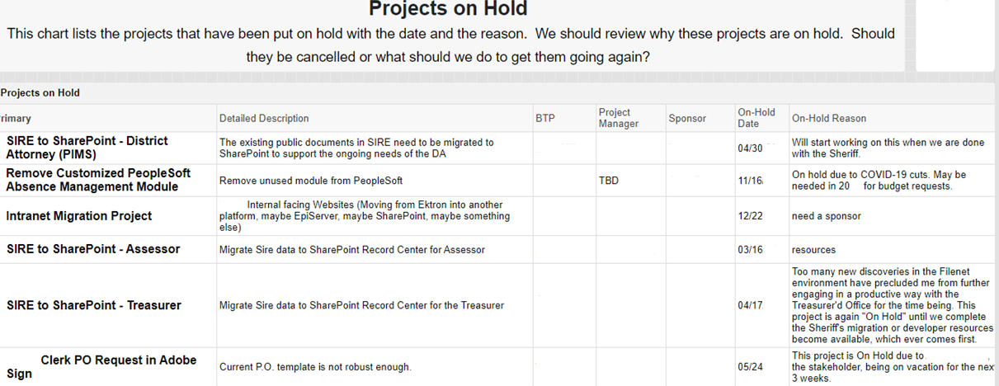 Projects on Hold
This chart lists the projects that have been put on hold with the date and the reason. We should review why these projects are on hold. Should
they be cancelled or what should we do to get them going again?
Projects on Hold
rimary Detailed Description BTP Project Manager Sponsor On-Hold Date On-Hold Reason
SIRE to SharePoint - District
Attorney (PIMS)
The existing public documents in SIRE need to be migrated to
SharePoint to support the ongoing needs of the DA
04/30
Will start working on this when we are done
with the Sheriff.
Remove Customized PeopleSoft
Absence Management Module
Remove unused module from PeopleSoft
TBD
11/16
On hold due to COVID-19 cuts. May be
needed in 20 for budget requests.
Intranet Migration Project
Internal facing Websites (Moving from Ektron into another
platform, maybe EpiServer, maybe SharePoint, maybe something
else)
12/22
need a sponsor
SIRE to SharePoint - Assessor
Migrate Sire data to SharePoint Record Center for Assessor
03/16
resources
SIRE to SharePoint - Treasurer
Migrate Sire data to SharePoint Record Center for the Treasurer
04/17
Too many new discoveries in the Filenet
environment have precluded me from further
engaging in a productive way with the
Treasurer'd Office for the time being. This
project is again "On Hold" until we complete
the Sheriff's migration or developer resources
become available, which ever comes first.
Clerk PO Request in Adobe
Sign
Current P.O. template is not robust enough.
05/24
This project is On Hold due to ,
the stakeholder, being on vacation for the nex
3 weeks.